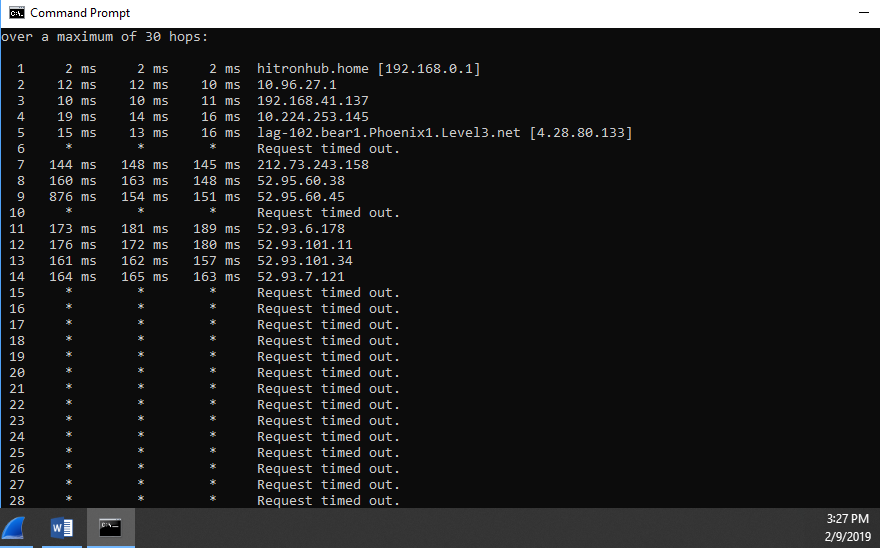 Command Prompt
over a maximum of 30 hops:
1 2 ms 2 ms 2 ms hitronhub.home [192.168.0.1]
2 12 ms 12 ms 10 ms 10.96.27.1
3 10 ms 10 ms 11 ms 192.168.41.137
4 19 ms 14 ms 16 ms 10.224.253.145
5 15 ms 13 ms 16 ms lag-102.bear1.Phoenix1.Level3.net [4.28.80.133]
6 * * * Request timed out.
7 144 ms 148 ms 145 ms 212.73.243.158
8 160 ms 163 ms 148 ms 52.95.60.38
9 876 ms 154 ms 151 ms 52.95.60.45
10 * * * Request timed out.
11 173 ms 181 ms 189 ms 52.93.6.178
12 176 ms 172 ms 180 ms 52.93.101.11
13 161 ms 162 ms 157 ms 52.93.101.34
14 164 ms 165 ms 163 ms 52.93.7.121
15 * * * Request timed out.
16 * * * Request timed out.
17 * * * Request timed out.
18 * * * Request timed out.
19 * * * Request timed out.
20 * * * Request timed out.
21 * * * Request timed out.
22 * * * Request timed out.
23 * * * Request timed out.
24 * * * Request timed out.
25 * * * Request timed out.
26 * * * Request timed out.
27 * * * Request timed out.
28 * * * Request timed out.
3:27 PM
2/9/2019